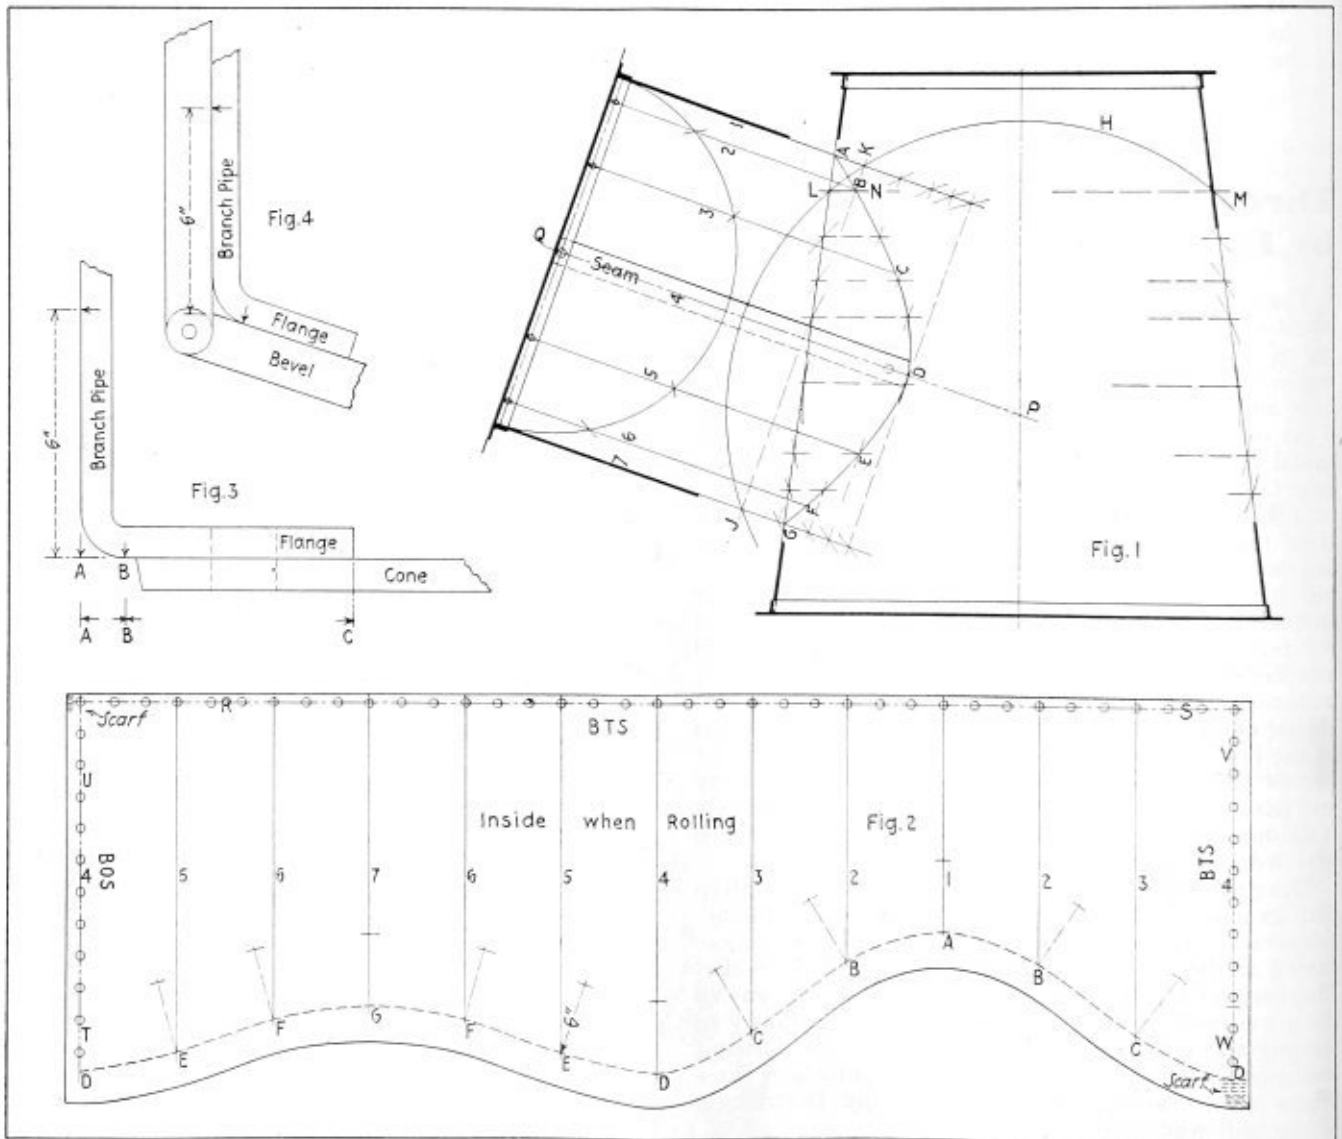 6"
Branch Pipe
Fig.4
Flange
Bevel
6"
Branch Pipe
Fig.3
Flange
Cone
A
B
A
B
C
1
2
3
4
5
6
7
Q
Seam
A
K
B
L
N
C
D
E
F
G
J
H
M
P
Fig.1
Scarf
R
BTS
S
U
V
Inside when Rolling Fig.2
BOS
BTS
4 5 6 7 6 5 4 3 2 1 2 3 4
T
W
6"
D E F G F E D C B A B C D
Scarf